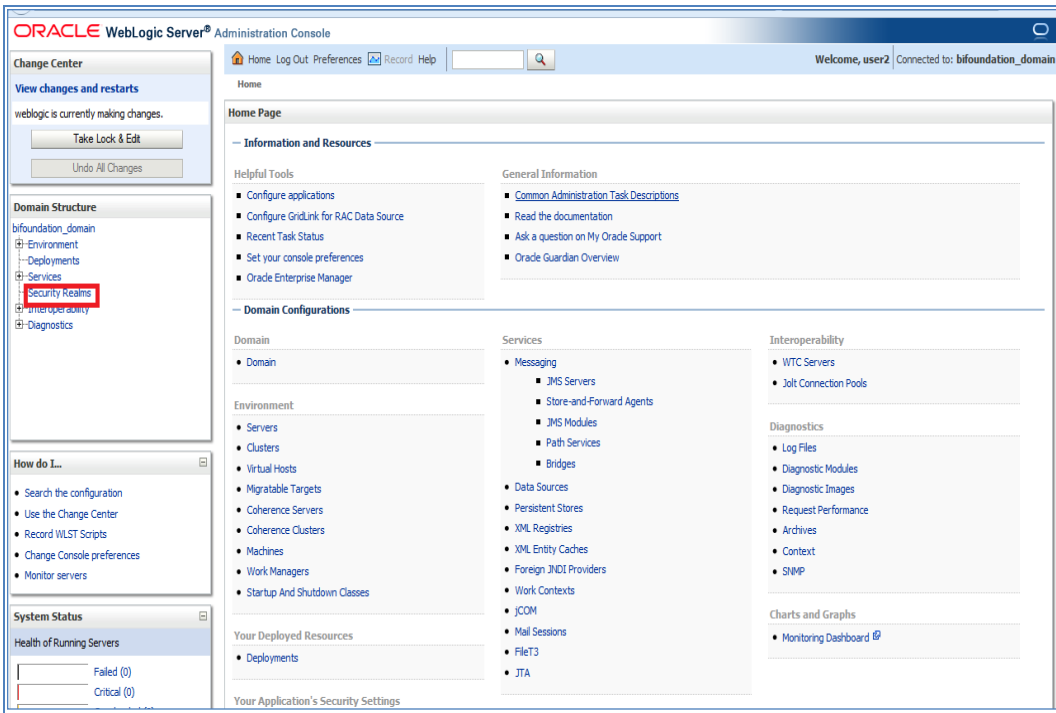 ORACLE WebLogic Server® Administration Console
Change Center
View changes and restarts
weblogic is currently making changes.
Take Lock & Edit
Undo All Changes
Domain Structure
bifoundation_domain
Environment
Deployments
Services
Security Realms
Interoperability
Diagnostics
How do I...
Search the configuration
Use the Change Center
Record WLST Scripts
Change Console preferences
Monitor servers
System Status
Health of Running Servers
Failed (0)
Critical (0)
Home Log Out Preferences Record Help
Welcome, user2 Connected to: bifoundation_domain
Home
Home Page
Information and Resources
Helpful Tools
Configure applications
Configure GridLink for RAC Data Source
Recent Task Status
Set your console preferences
Oracle Enterprise Manager
General Information
Common Administration Task Descriptions
Read the documentation
Ask a question on My Oracle Support
Oracle Guardian Overview
Domain Configurations
Domain
Domain
Environment
Servers
Clusters
Virtual Hosts
Migratable Targets
Coherence Servers
Coherence Clusters
Machines
Work Managers
Startup And Shutdown Classes
Your Deployed Resources
Deployments
Your Application's Security Settings
Services
Messaging
JMS Servers
Store-and-Forward Agents
JMS Modules
Path Services
Bridges
Data Sources
Persistent Stores
XML Registries
XML Entity Caches
Foreign JNDI Providers
Work Contexts
jCOM
Mail Sessions
FileT3
JTA
Interoperability
WTC Servers
Jolt Connection Pools
Diagnostics
Log Files
Diagnostic Modules
Diagnostic Images
Request Performance
Archives
Context
SNMP
Charts and Graphs
Monitoring Dashboard